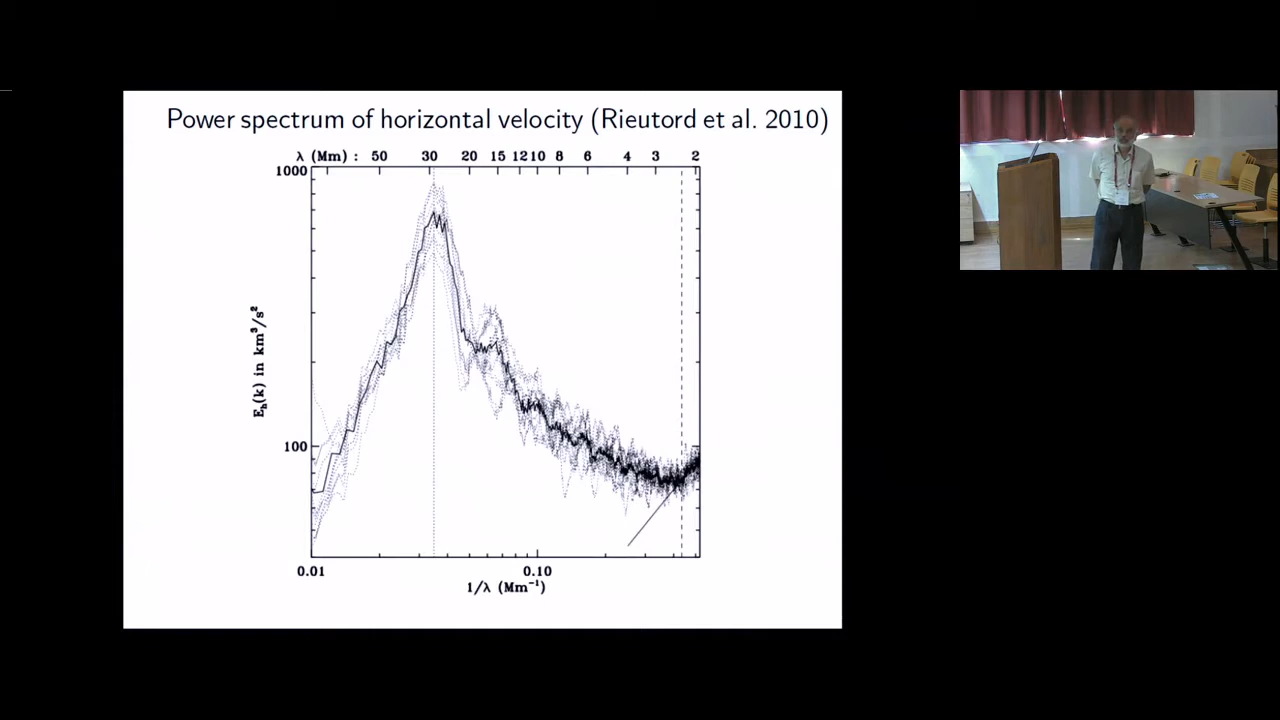 Power spectrum of horizontal velocity (Rieutord et al. 2010)
λ (Mm) : 50 30 20 15 12 10 8 6 4 3 2
1000
E_h(k) in km³/s²
100
0.01 0.10
1/λ (Mm⁻¹)